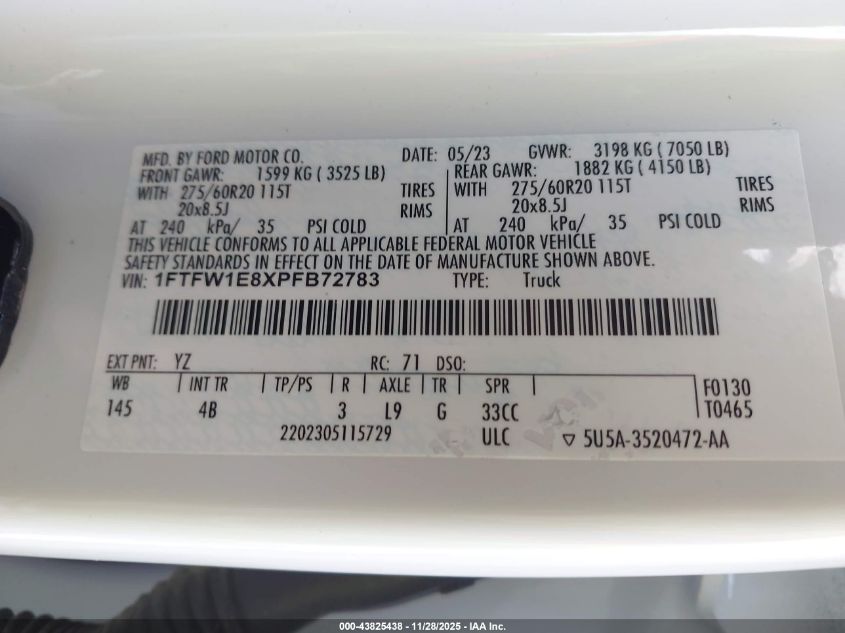 MFD. BY FORD MOTOR CO. DATE: 05/23 GVWR: 3198 KG ( 7050 LB)
FRONT GAWR: 1599 KG ( 3525 LB) REAR GAWR: 1882 KG ( 4150 LB)
WITH 275/60R20 115T TIRES WITH 275/60R20 115T TIRES
20x8.5J RIMS 20x8.5J RIMS
AT 240 kPa/ 35 PSI COLD AT 240 kPa/ 35 PSI COLD
THIS VEHICLE CONFORMS TO ALL APPLICABLE FEDERAL MOTOR VEHICLE
SAFETY STANDARDS IN EFFECT ON THE DATE OF MANUFACTURE SHOWN ABOVE.
VIN: 1FTFW1E8XPFB72783 TYPE: Truck
EXT PNT: YZ RC: 71 DSO:
WB INT TR TP/PS R AXLE TR SPR F0130
145 4B 3 L9 G 33CC T0465
2202305115729 ULC ▽ 5U5A-3520472-AA
000-43825438 - 11/28/2025 - IAA Inc.